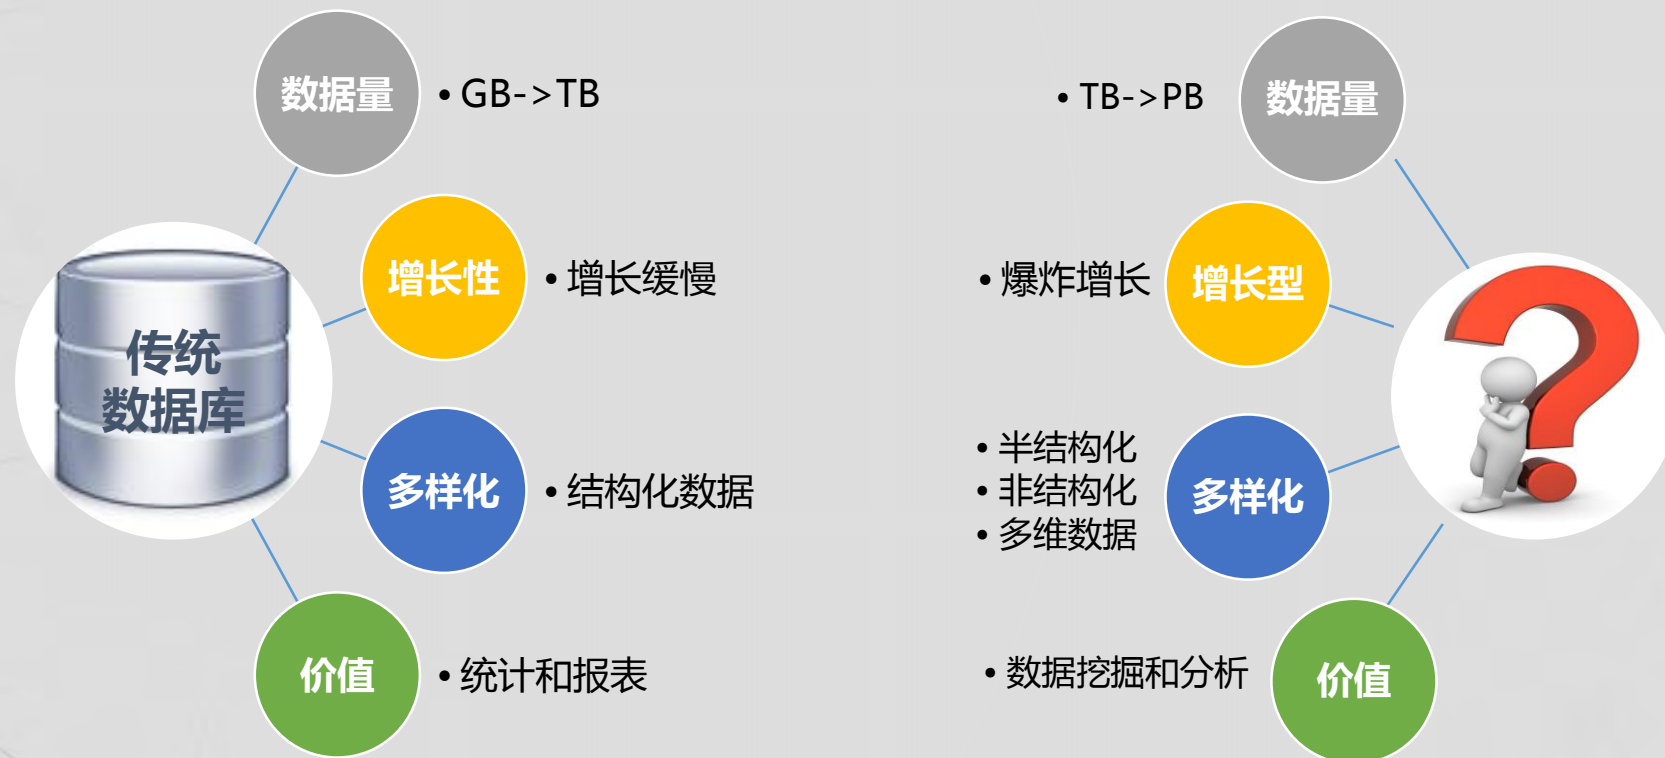 传统
数据库
数据量
• GB->TB
增长性
• 增长缓慢
多样化
• 结构化数据
价值
• 统计和报表
• TB->PB
数据量
• 爆炸增长
增长型
• 半结构化
• 非结构化
• 多维数据
多样化
• 数据挖掘和分析
价值